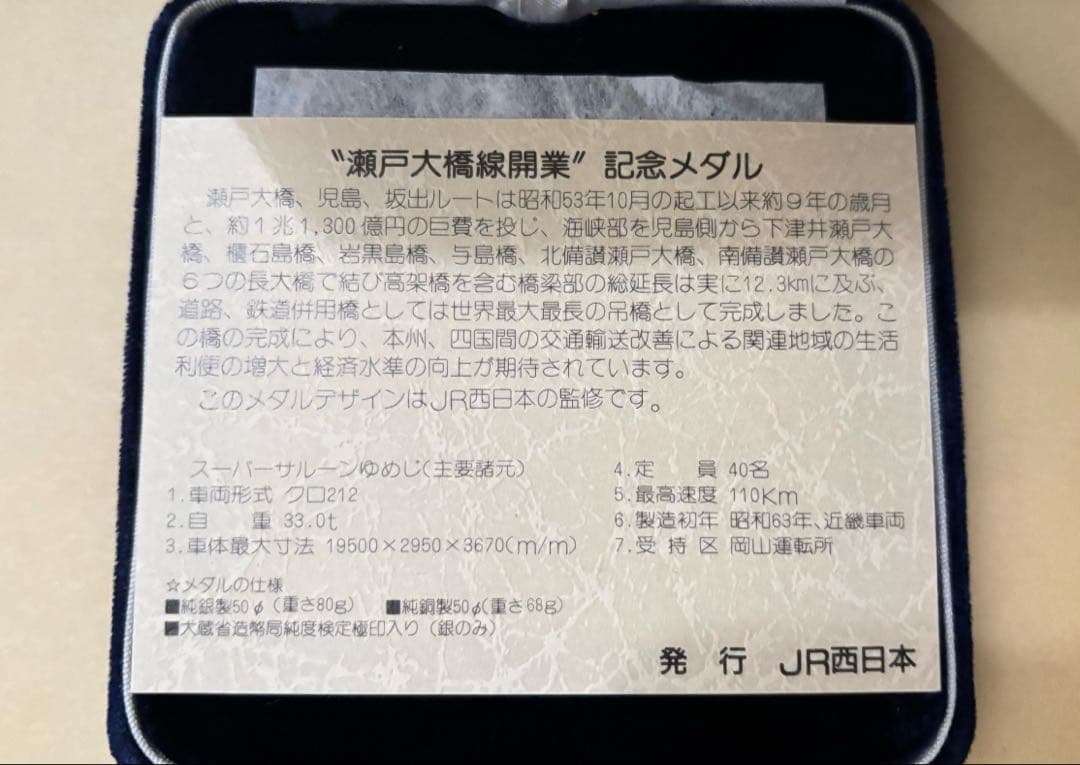 "瀬戸大橋線開業" 記念メダル
瀬戸大橋、児島、坂出ルートは昭和53年10月の起工以来約9年の歳月
と、約1兆1,300億円の巨費を投じ、海峡部を児島側から下津井瀬戸大
橋、櫃石島橋、岩黒島橋、与島橋、北備讃瀬戸大橋、南備讃瀬戸大橋の
6つの長大橋で結び高架橋を含む橋梁部の総延長は実に12.3kmに及ぶ、
道路、鉄道併用橋としては世界最大最長の吊橋として完成しました。こ
の橋の完成により、本州、四国間の交通輸送改善による関連地域の生活
利便の増大と経済水準の向上が期待されています。
このメダルデザインはJR西日本の監修です。
スーパーサルーンゆめじ(主要諸元)
1.車両形式 クロ212
2.自 重 33.0t
3.車体最大寸法 19500×2950×3670(m/m)
4.定 員 40名
5.最高速度 110Km
6.製造初年 昭和63年、近畿車両
7.受持区 岡山運転所
☆メダルの仕様
■純銀製50φ(重さ80g) ■純銅製50φ(重さ68g)
■大蔵省造幣局純度検定極印入り(銀のみ)
発 行 JR西日本